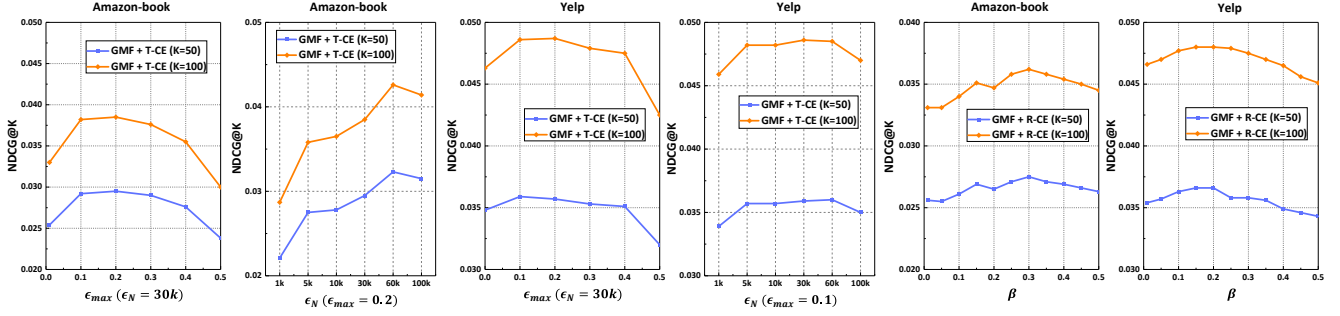 Amazon-book
NDCG@K
0.050
0.045
0.040
0.035
0.030
0.025
0.020
GMF + T-CE (K=50)
GMF + T-CE (K=100)
0.0 0.1 0.2 0.3 0.4 0.5
ϵmax (ϵN = 30k)
Amazon-book
NDCG@K
0.2
0.04
0.03
0.02
GMF + T-CE (K=50)
GMF + T-CE (K=100)
1k 5k 10k 30k 60k 100k
ϵN (ϵmax = 0.2)
Yelp
NDCG@K
0.050
0.045
0.040
0.035
0.030
GMF + T-CE (K=50)
GMF + T-CE (K=100)
0.0 0.1 0.2 0.3 0.4 0.5
ϵmax (ϵN = 30k)
Yelp
NDCG@K
0.050
0.045
0.040
0.035
0.030
GMF + T-CE (K=50)
GMF + T-CE (K=100)
1k 5k 10k 30k 60k 100k
ϵN (ϵmax = 0.1)
Amazon-book
NDCG@K
0.040
0.035
0.030
0.025
0.020
GMF + R-CE (K=50)
GMF + R-CE (K=100)
0.0 0.1 0.2 0.3 0.4 0.5
β
Yelp
NDCG@K
0.050
0.045
0.040
0.035
0.030
GMF + R-CE (K=50)
GMF + R-CE (K=100)
0.0 0.1 0.2 0.3 0.4 0.5
β